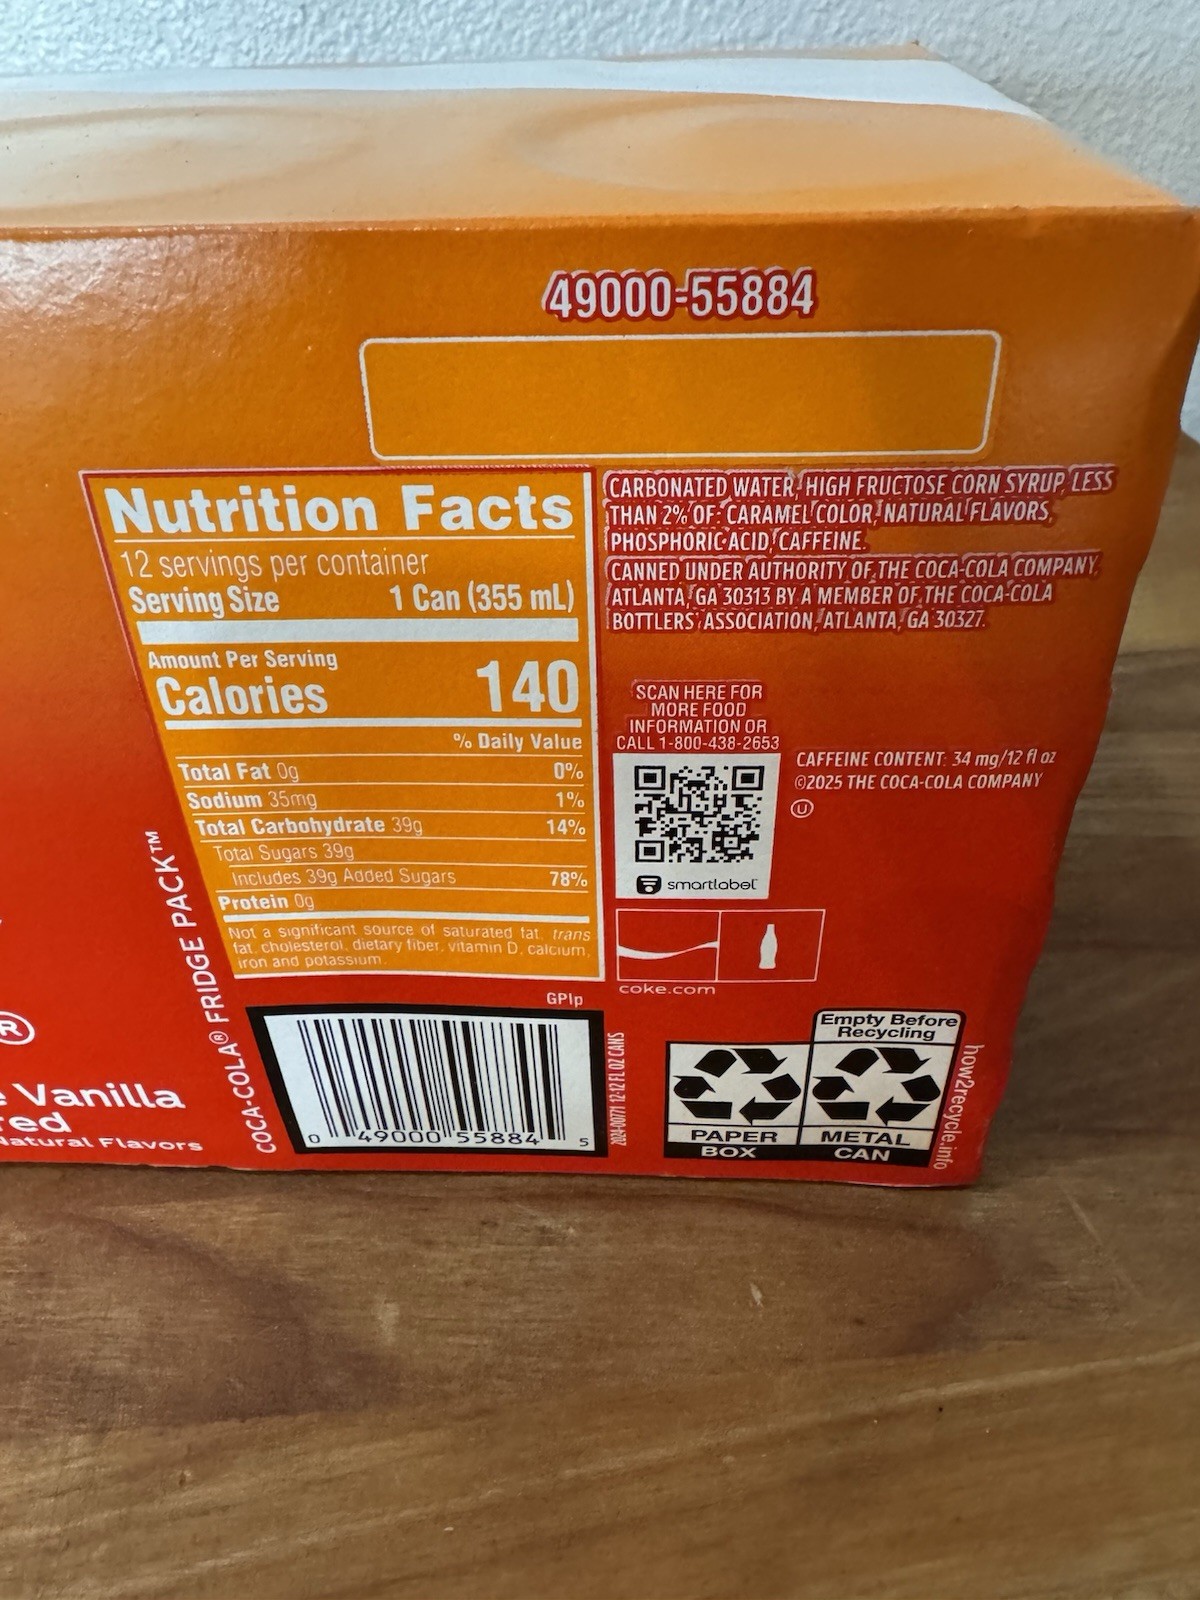 49000-55884
Nutrition Facts
12 servings per container
Serving Size 1 Can (355 mL)
Amount Per Serving
Calories 140
% Daily Value
Total Fat 0g 0%
Sodium 35mg 1%
Total Carbohydrate 39g 14%
Total Sugars 39g
Includes 39g Added Sugars 78%
Protein 0g
Not a significant source of saturated fat, trans
fat, cholesterol, dietary fiber, vitamin D, calcium,
iron and potassium.
CARBONATED WATER, HIGH FRUCTOSE CORN SYRUP, LESS
THAN 2% OF: CARAMEL COLOR, NATURAL FLAVORS,
PHOSPHORIC ACID, CAFFEINE.
CANNED UNDER AUTHORITY OF THE COCA-COLA COMPANY,
ATLANTA, GA 30313 BY A MEMBER OF THE COCA-COLA
BOTTLERS' ASSOCIATION, ATLANTA, GA 30327.
SCAN HERE FOR
MORE FOOD
INFORMATION OR
CALL 1-800-438-2653
smartlabel™
CAFFEINE CONTENT: 34 mg/12 fl oz
©2025 THE COCA-COLA COMPANY
U
coke.com
GPIp
COCA-COLA® FRIDGE PACK™
®
Vanilla
red
Natural Flavors
0 49000 55884 5
2024-00771 12-12 FL OZ CANS
Empty Before
Recycling
PAPER
BOX
METAL
CAN
how2recycle.info